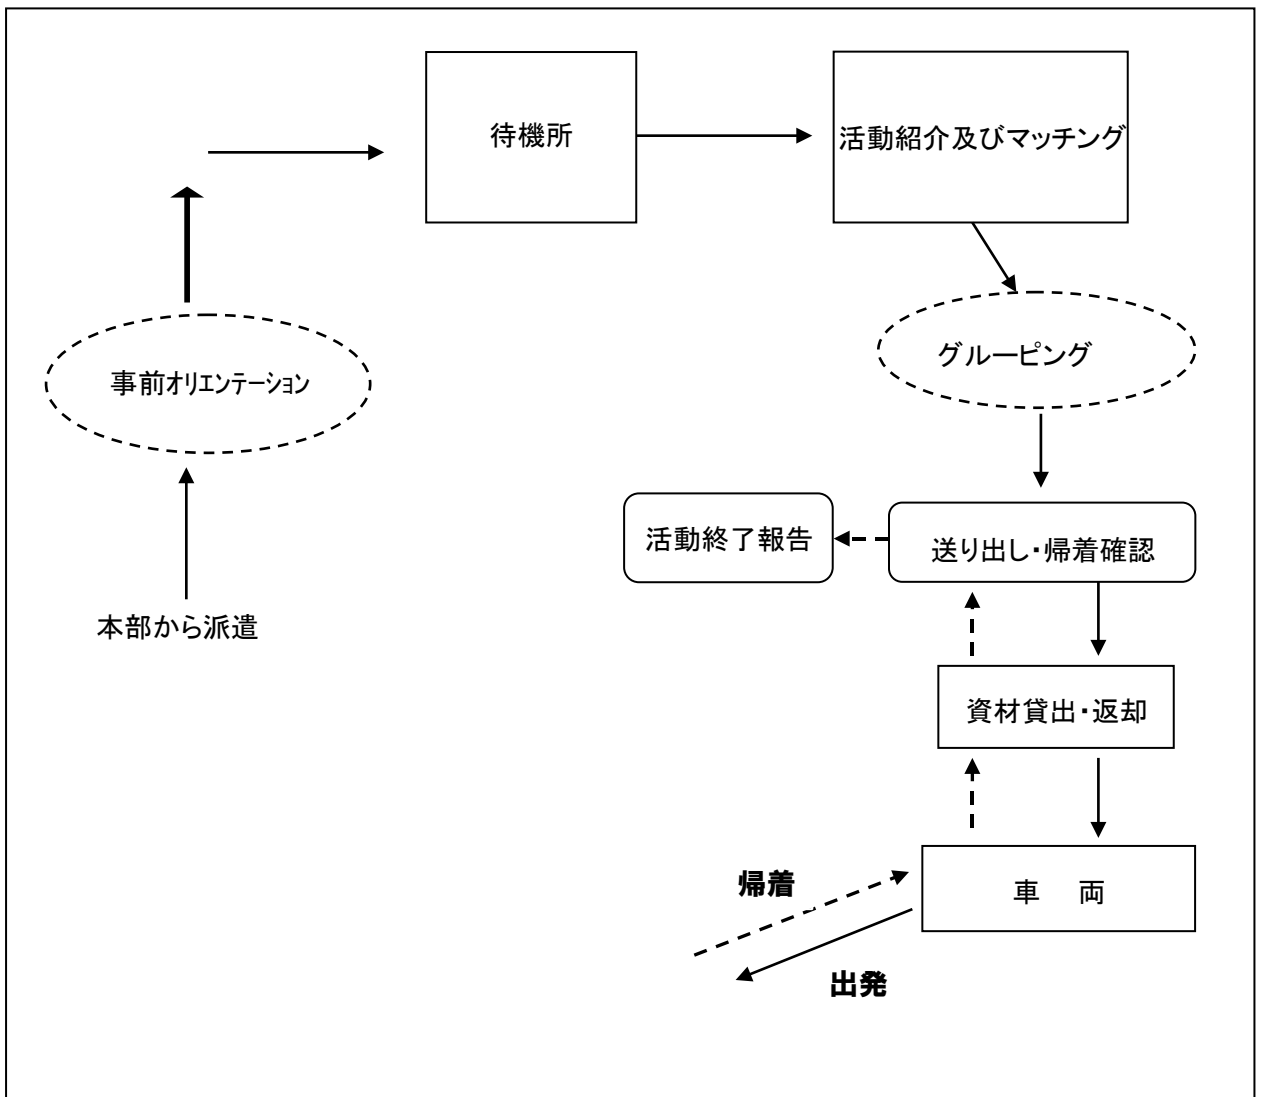 待機所
活動紹介及びマッチング
グルーピング
事前オリエンテーション
活動終了報告
送り出し・帰着確認
本部から派遣
資材貸出・返却
帰着
車　両
出発